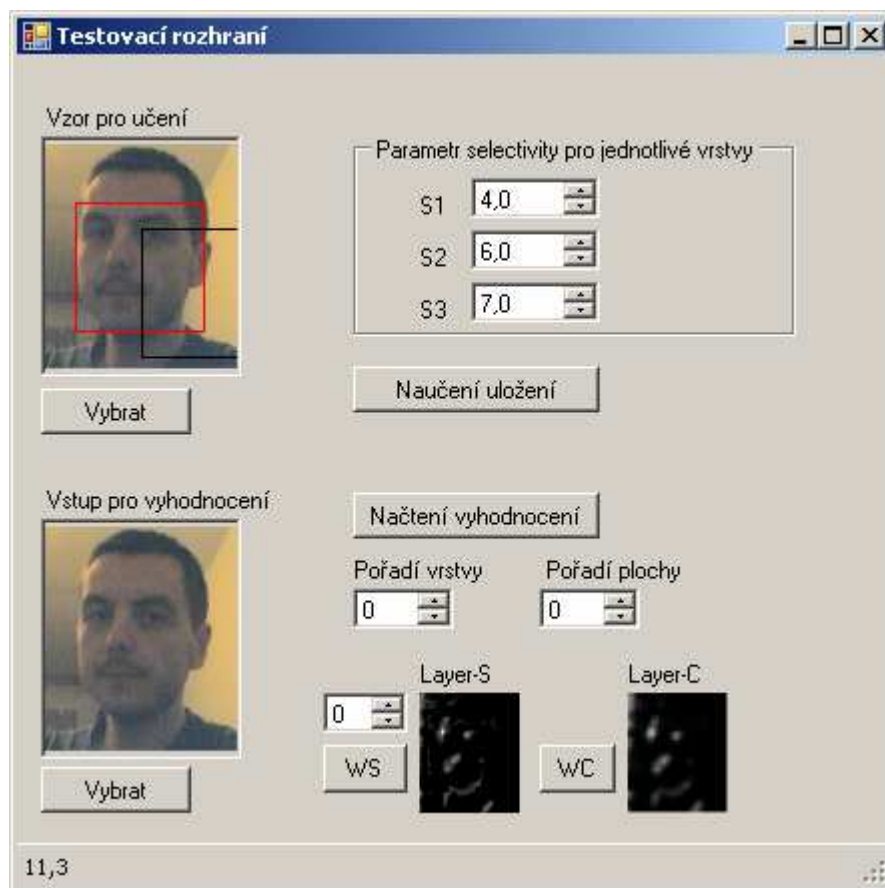 Testovací rozhraní
Vzor pro učení
Parametr selectivity pro jednotlivé vrstvy
S1 4,0
S2 6,0
S3 7,0
Vybrat
Naučení uložení
Vstup pro vyhodnocení
Načtení vyhodnocení
Pořadí vrstvy Pořadí plochy
0 0
Layer-S Layer-C
0
WS WC
Vybrat
11,3